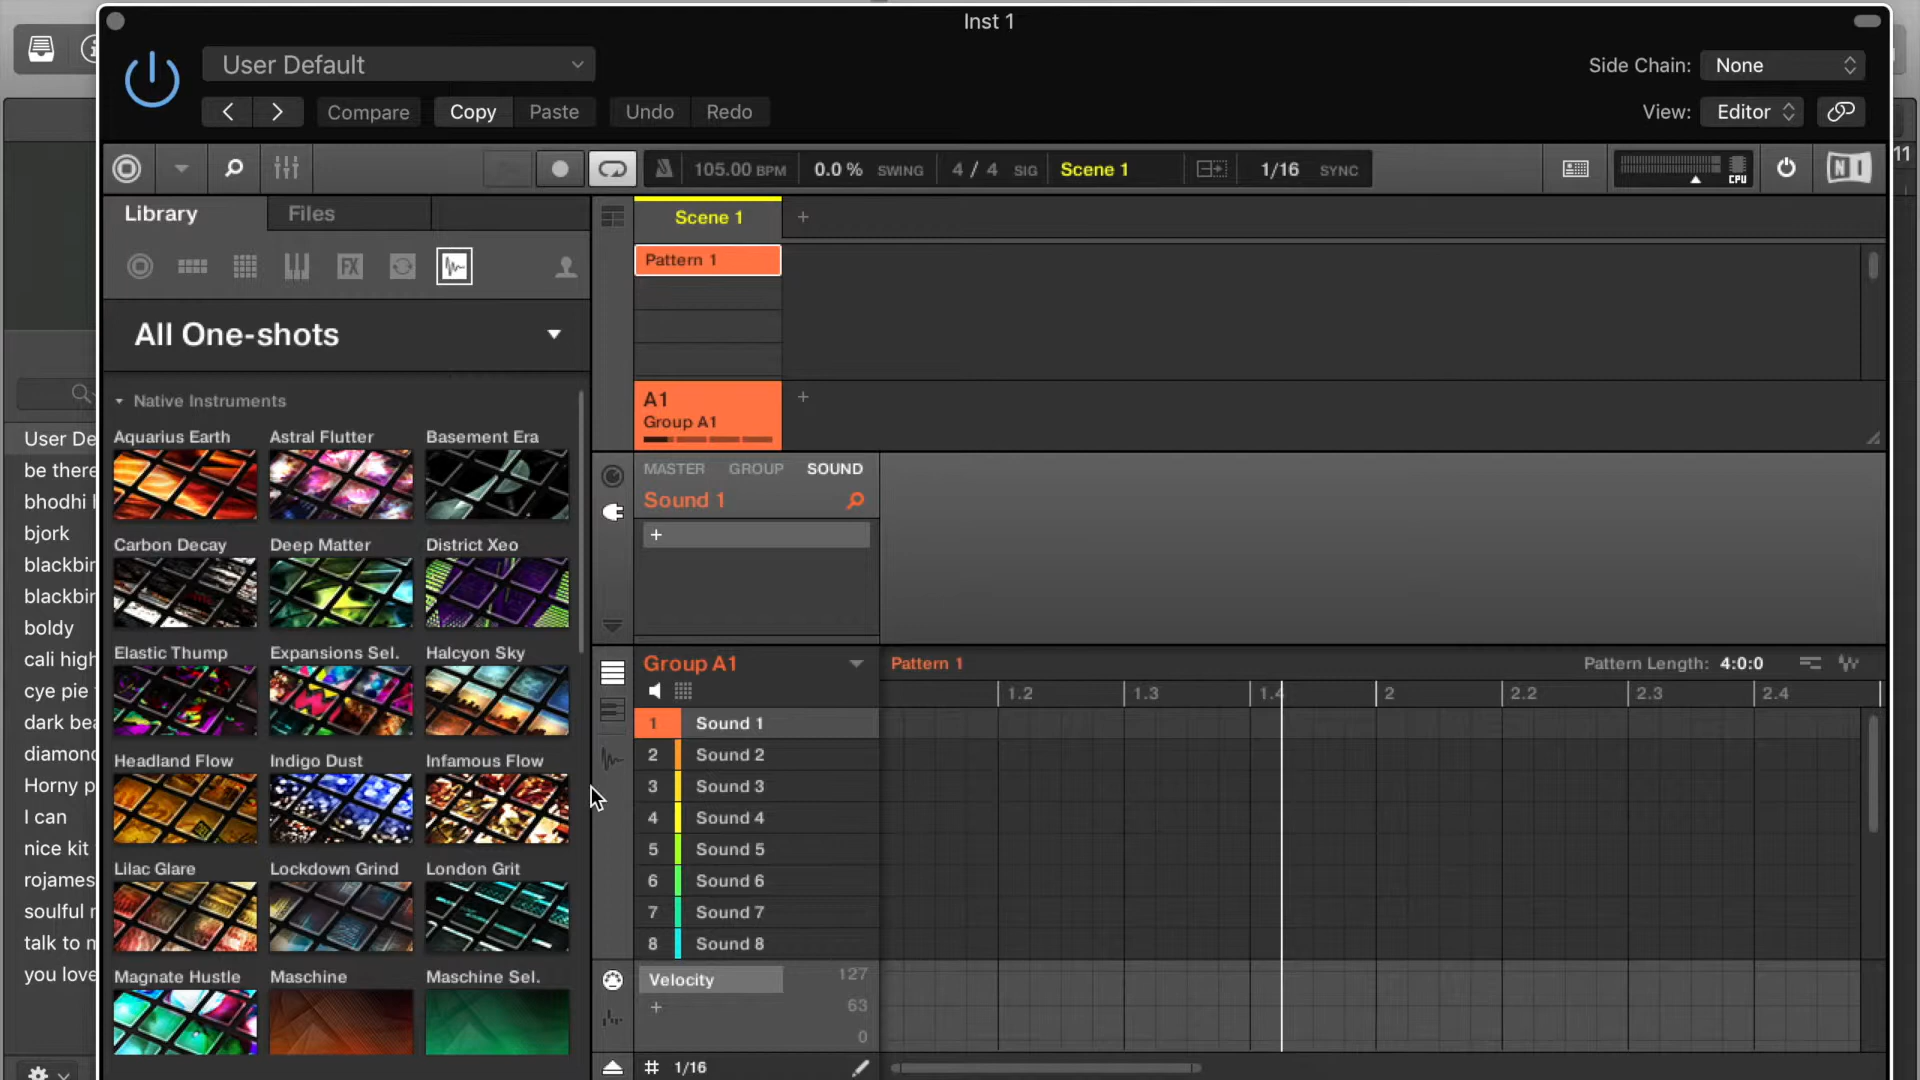 Inst 1
User Default
Side Chain: None
Compare Copy Paste Undo Redo
View: Editor
105.00 BPM 0.0 % SWING 4 / 4 SIG Scene 1 1/16 SYNC
CPU
NI
11
Library Files
FX
Scene 1 +
Pattern 1
All One-shots
A1 +
Group A1
Native Instruments
Aquarius Earth Astral Flutter Basement Era
Carbon Decay Deep Matter District Xeo
Elastic Thump Expansions Sel. Halcyon Sky
Headland Flow Indigo Dust Infamous Flow
Lilac Glare Lockdown Grind London Grit
Magnate Hustle Maschine Maschine Sel.
User De
be there
bhodhi
bjork
blackbir
blackbir
boldy
cali high
cye pie
dark bea
diamond
Horny p
I can
nice kit
rojames
soulful
talk to
you love
MASTER GROUP SOUND
Sound 1
+
Group A1
Pattern 1 Pattern Length: 4:0:0
1.2 1.3 1.4 2 2.2 2.3 2.4
1 Sound 1
2 Sound 2
3 Sound 3
4 Sound 4
5 Sound 5
6 Sound 6
7 Sound 7
8 Sound 8
Velocity 127
+ 63
0
# 1/16